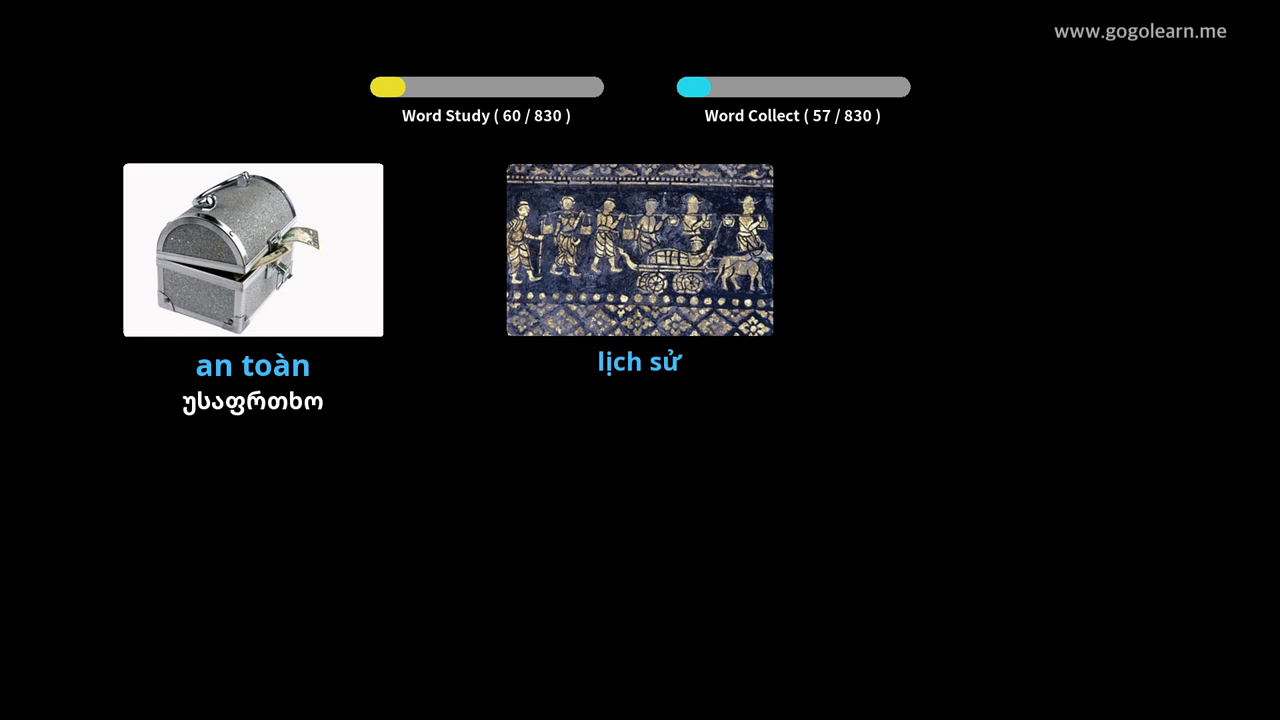 www.gogolearn.me
Word Study ( 60 / 830 )
Word Collect ( 57 / 830 )
an toàn
უსაფრთხო
lịch sử